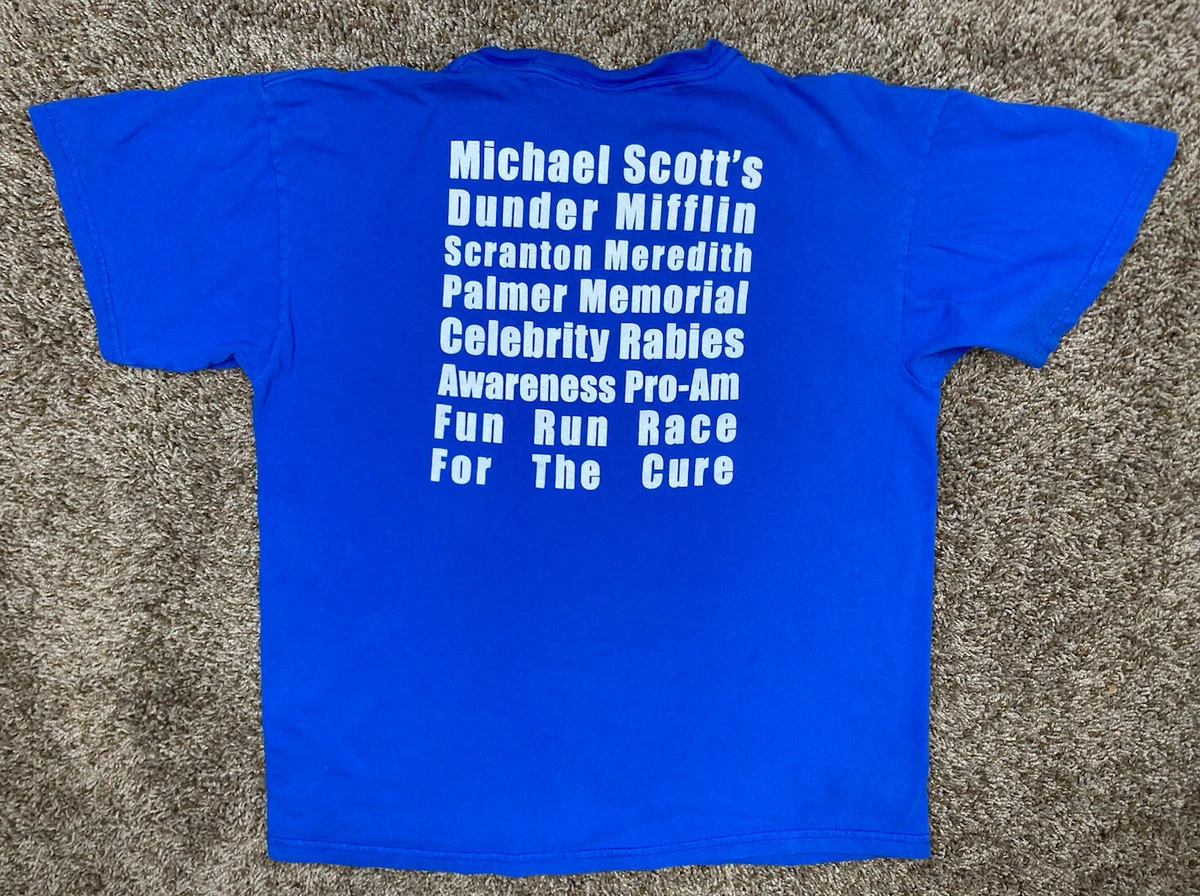 Michael Scott's
Dunder Mifflin
Scranton Meredith
Palmer Memorial
Celebrity Rabies
Awareness Pro-Am
Fun Run Race
For The Cure